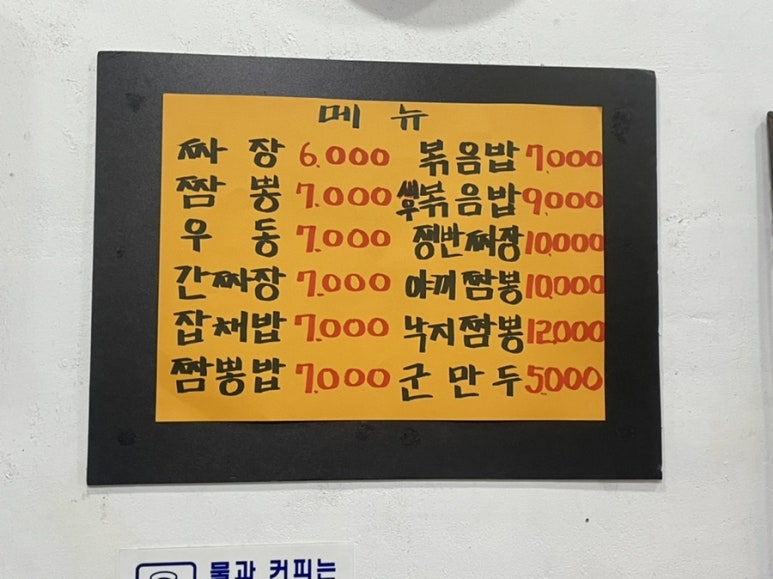 메뉴
짜장 6.000
짬뽕 7.000
우동 7.000
간짜장 7.000
잡채밥 7.000
짬뽕밥 7.000
볶음밥 7.000
새우볶음밥 9.000
쟁반짜장 10.000
야끼짬뽕 10.000
낙지짬뽕 12.000
군만두 5.000
물과 커피는